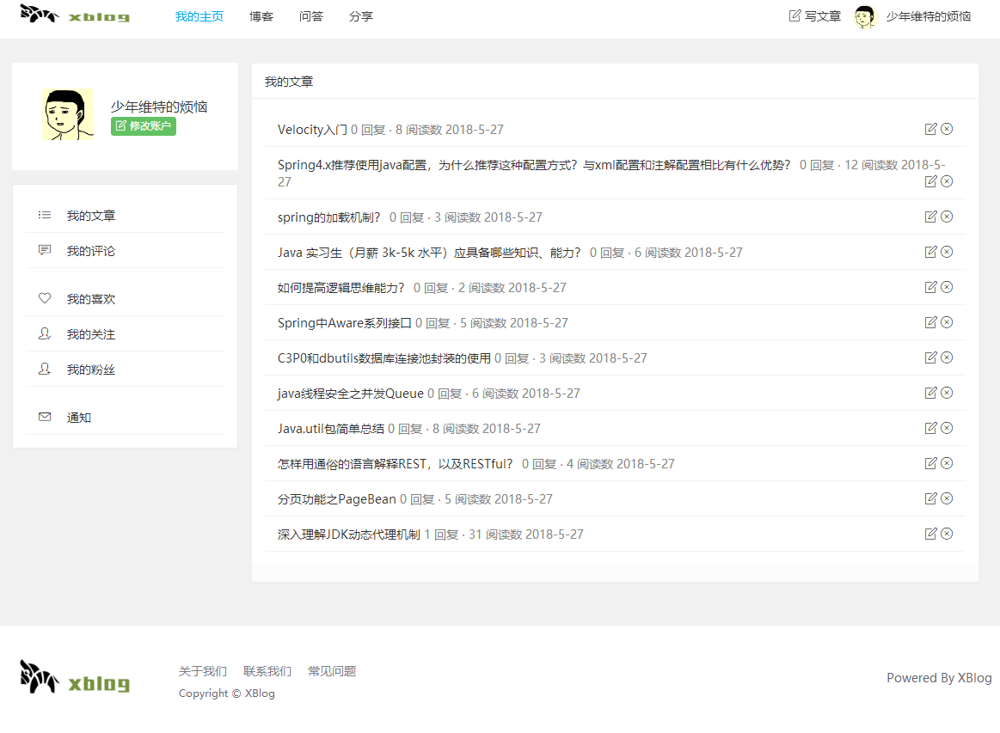 xblog 我的主页 博客 问答 分享 写文章 少年维特的烦恼
少年维特的烦恼
修改账户
我的文章
我的评论
我的喜欢
我的关注
我的粉丝
通知
我的文章
Velocity入门 0 回复 · 8 阅读数 2018-5-27
Spring4.x推荐使用java配置，为什么推荐这种配置方式？与xml配置和注解配置相比有什么优势？ 0 回复 · 12 阅读数 2018-5-
27
spring的加载机制？ 0 回复 · 3 阅读数 2018-5-27
Java 实习生（月薪 3k-5k 水平）应具备哪些知识、能力？ 0 回复 · 6 阅读数 2018-5-27
如何提高逻辑思维能力？ 0 回复 · 2 阅读数 2018-5-27
Spring中Aware系列接口 0 回复 · 5 阅读数 2018-5-27
C3P0和dbutils数据库连接池封装的使用 0 回复 · 3 阅读数 2018-5-27
java线程安全之并发Queue 0 回复 · 6 阅读数 2018-5-27
Java.util包简单总结 0 回复 · 8 阅读数 2018-5-27
怎样用通俗的语言解释REST，以及RESTful？ 0 回复 · 4 阅读数 2018-5-27
分页功能之PageBean 0 回复 · 5 阅读数 2018-5-27
深入理解JDK动态代理机制 1 回复 · 31 阅读数 2018-5-27
xblog
关于我们 联系我们 常见问题
Copyright © XBlog
Powered By XBlog